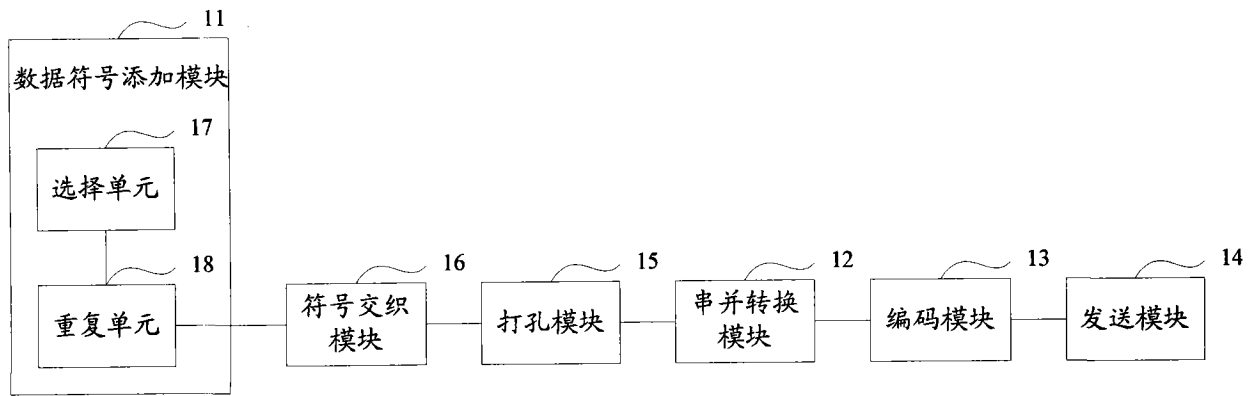 11
数据符号添加模块
17
选择单元
18
重复单元
16
符号交织
模块
15
打孔模块
12
串并转换
模块
13
编码模块
14
发送模块